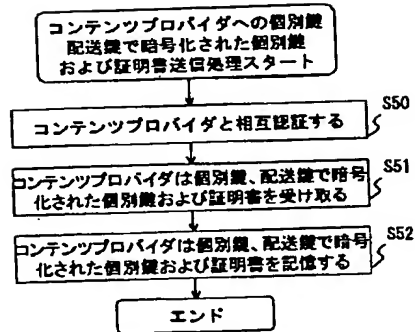 コンテンツプロバイダへの個別鍵
配送鍵で暗号化された個別鍵
および証明書送信処理スタート
S50
コンテンツプロバイダと相互認証する
S51
コンテンツプロバイダは個別鍵、配送鍵で暗号
化された個別鍵および証明書を受け取る
S52
コンテンツプロバイダは個別鍵、配送鍵で暗号
化された個別鍵および証明書を記憶する
エンド